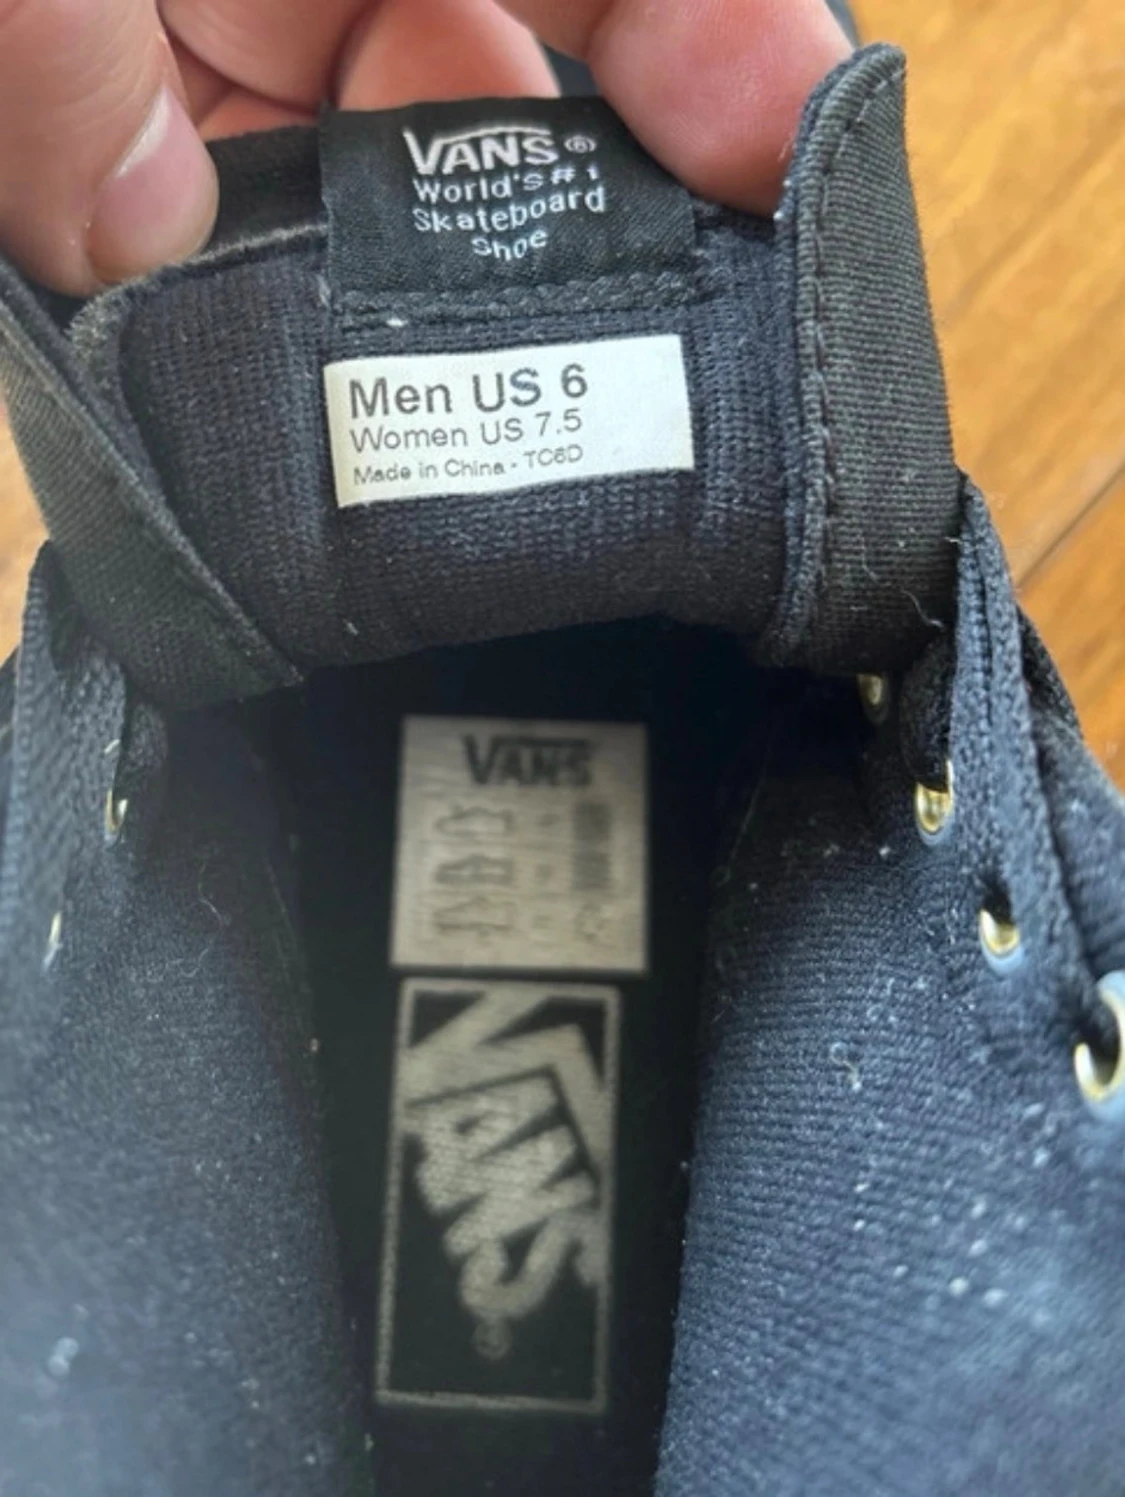 VANS®
World's #1
Skateboard
Shoe
Men US 6
Women US 7.5
Made in China - TC6D
VANS
VANS